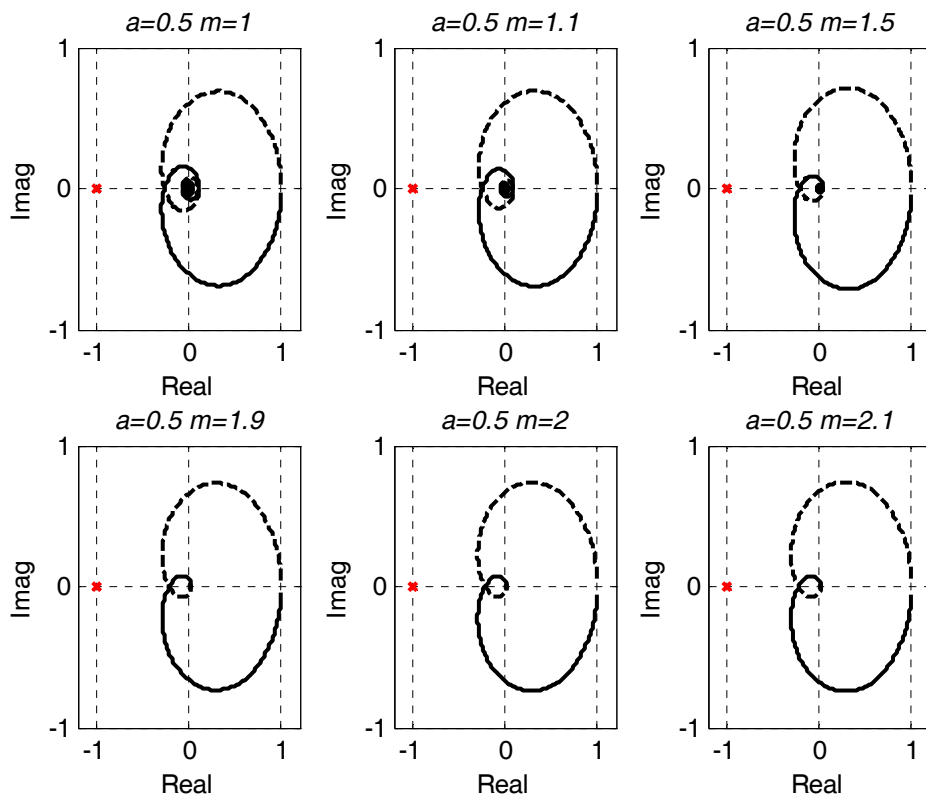 a=0.5 m=1
a=0.5 m=1.1
a=0.5 m=1.5
1
0
-1
Imag
-1 0 1
Real
1
0
-1
Imag
-1 0 1
Real
1
0
-1
Imag
-1 0 1
Real
a=0.5 m=1.9
a=0.5 m=2
a=0.5 m=2.1
1
0
-1
Imag
-1 0 1
Real
1
0
-1
Imag
-1 0 1
Real
1
0
-1
Imag
-1 0 1
Real